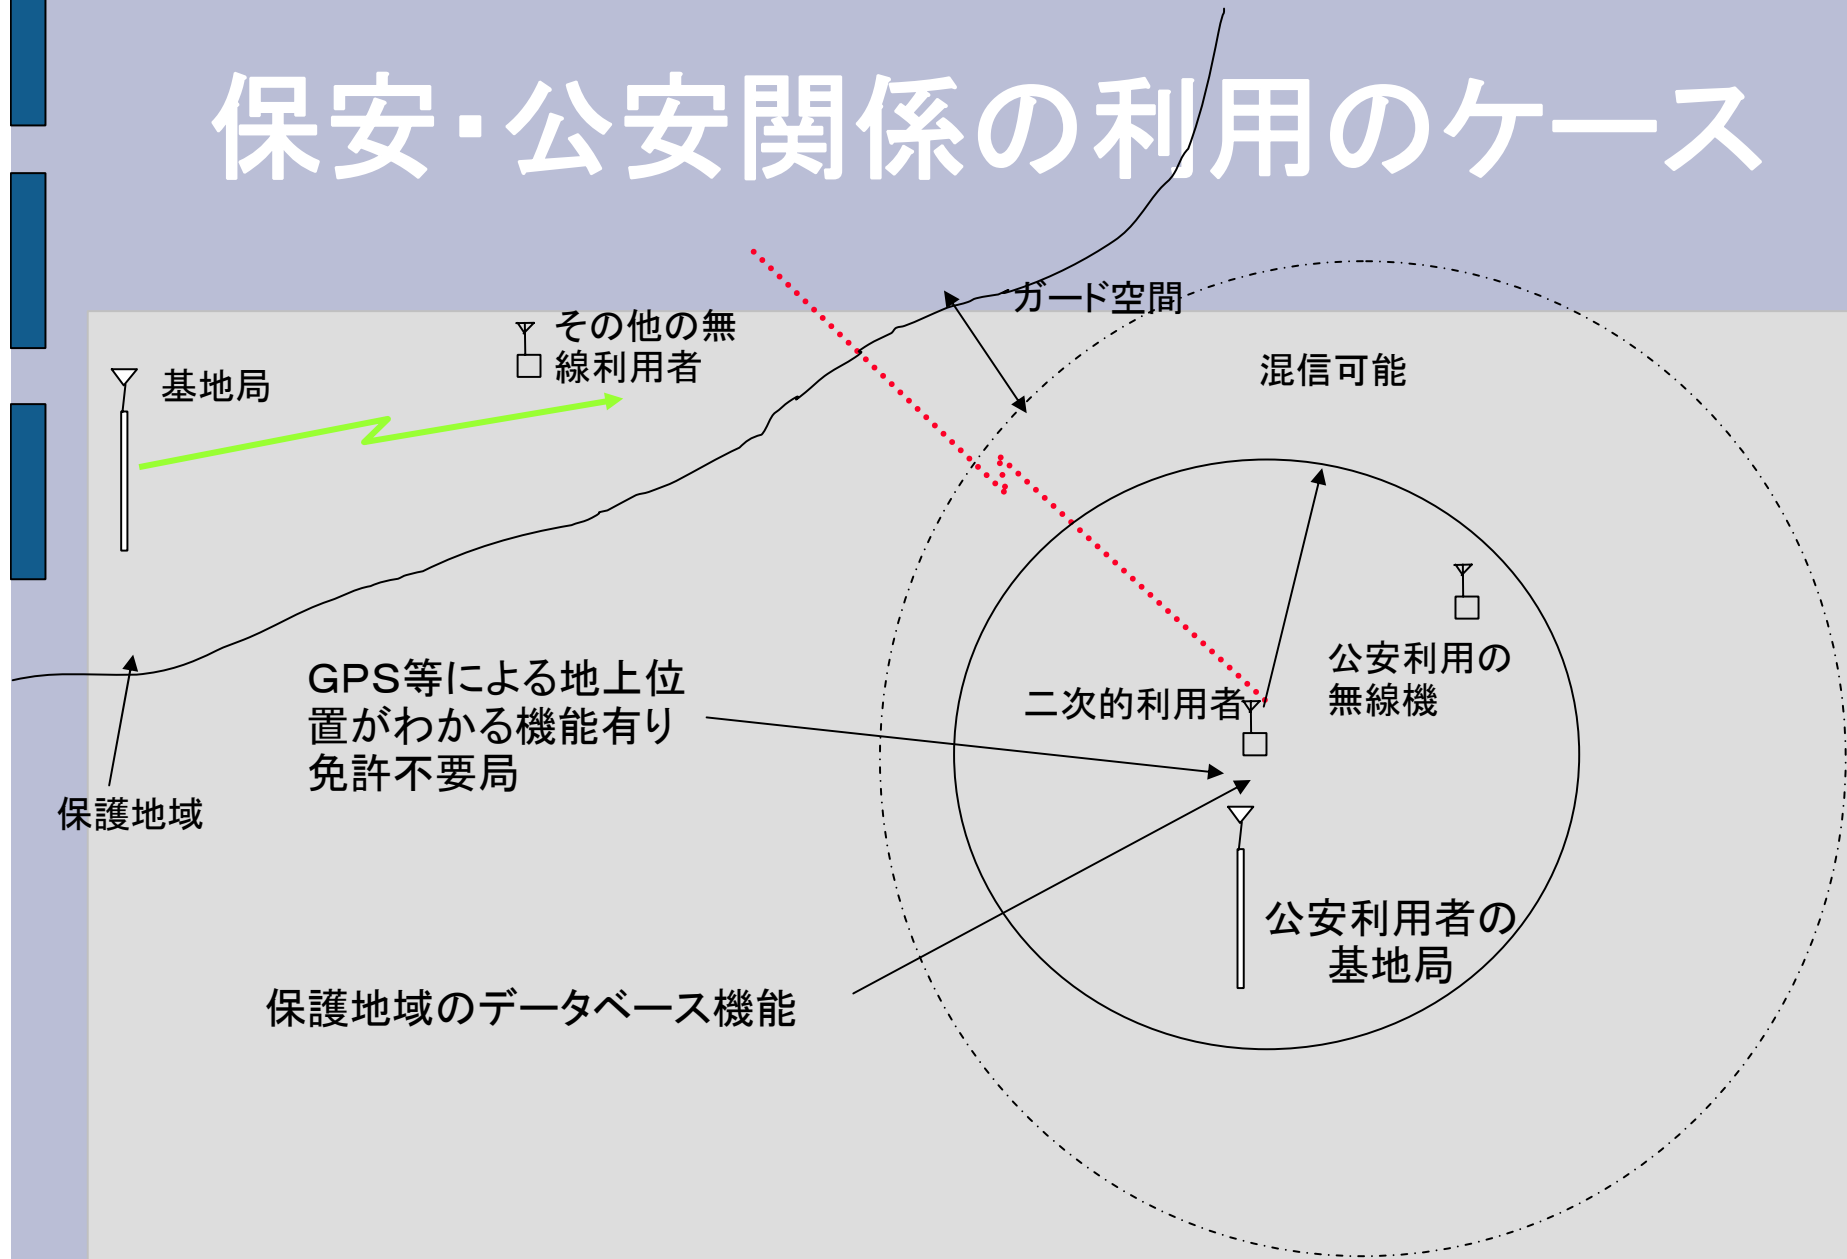 保安・公安関係の利用のケース
ガード空間
その他の無
線利用者
基地局
混信可能
GPS等による地上位
置がわかる機能有り
免許不要局
二次的利用者
公安利用の
無線機
保護地域
公安利用者の
基地局
保護地域のデータベース機能